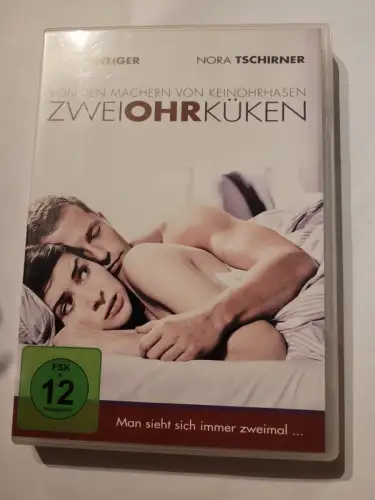 NORA TSCHIRNER
VON DEN MACHERN VON KEINOHRHASEN
ZWEIOHRKÜKEN
FSK
12
Man sieht sich immer zweimal ...